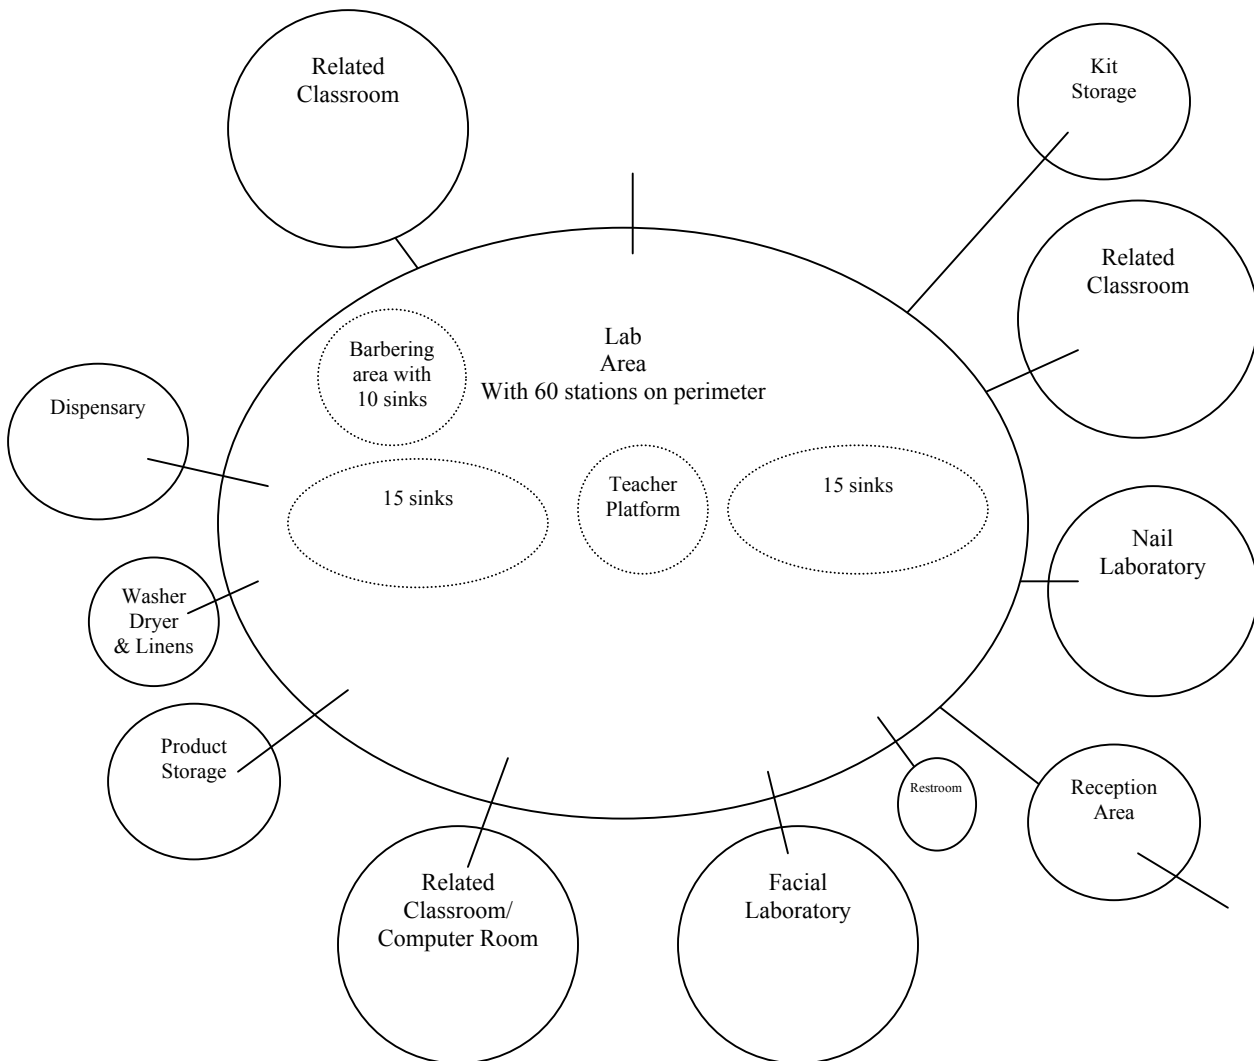 Related
Classroom
Kit
Storage
Related
Classroom
Lab
Area
With 60 stations on perimeter
Barbering
area with
10 sinks
Dispensary
15 sinks
Teacher
Platform
15 sinks
Nail
Laboratory
Washer
Dryer
& Linens
Product
Storage
Restroom
Reception
Area
Related
Classroom/
Computer Room
Facial
Laboratory